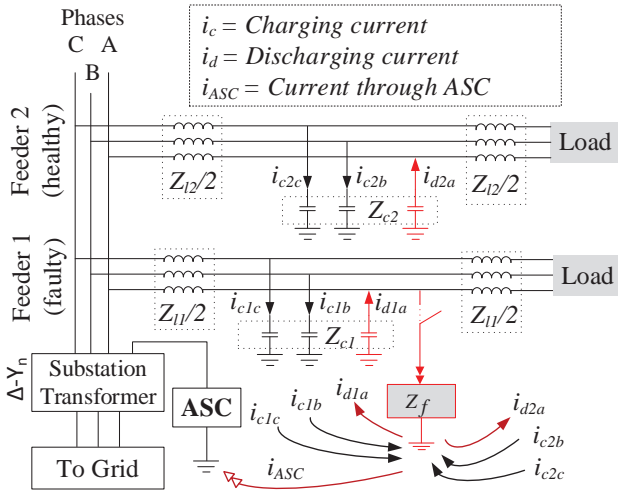 Phases
C A
B
i_c = Charging current
i_d = Discharging current
i_ASC = Current through ASC
Feeder 2
(healthy)
Z_l2/2
i_c2c
i_c2b
i_d2a
Z_c2
Z_l2/2
Load
Feeder 1
(faulty)
Z_l1/2
i_c1c
i_c1b
i_d1a
Z_c1
Z_l1/2
Load
Δ-Y_n
Substation
Transformer
ASC
To Grid
Z_f
i_c1c
i_c1b
i_d1a
i_d2a
i_c2b
i_c2c
i_ASC